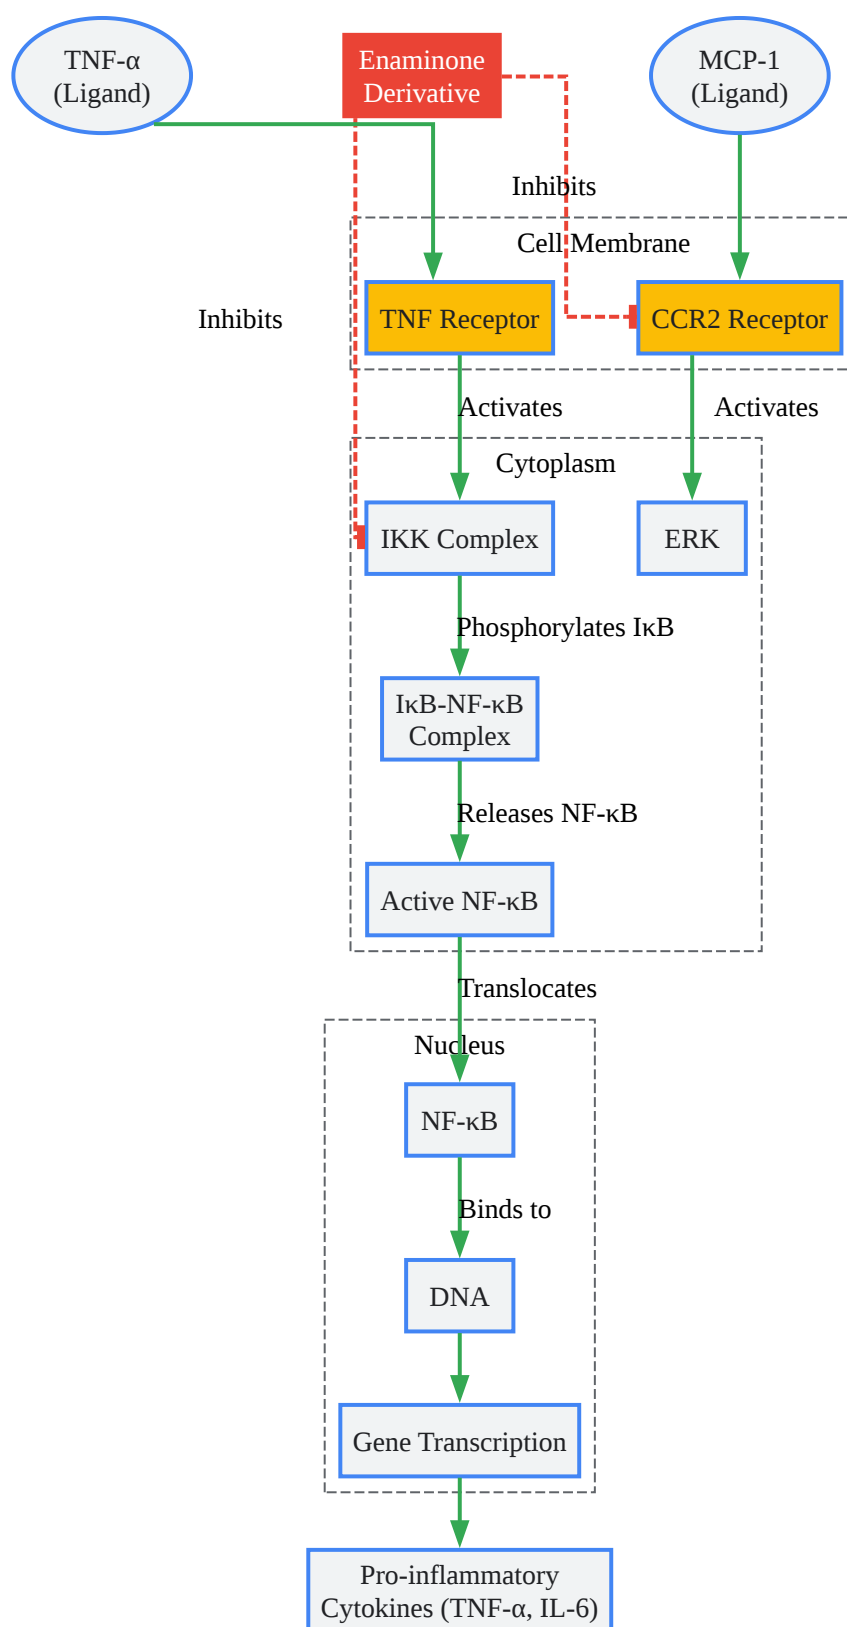 TNF-α
(Ligand)
Enaminone
Derivative
MCP-1
(Ligand)
Inhibits
Cell Membrane
Inhibits
TNF Receptor
CCR2 Receptor
Activates
Activates
Cytoplasm
IKK Complex
ERK
Phosphorylates IκB
IκB-NF-κB
Complex
Releases NF-κB
Active NF-κB
Translocates
Nucleus
NF-κB
Binds to
DNA
Gene Transcription
Pro-inflammatory
Cytokines (TNF-α, IL-6)